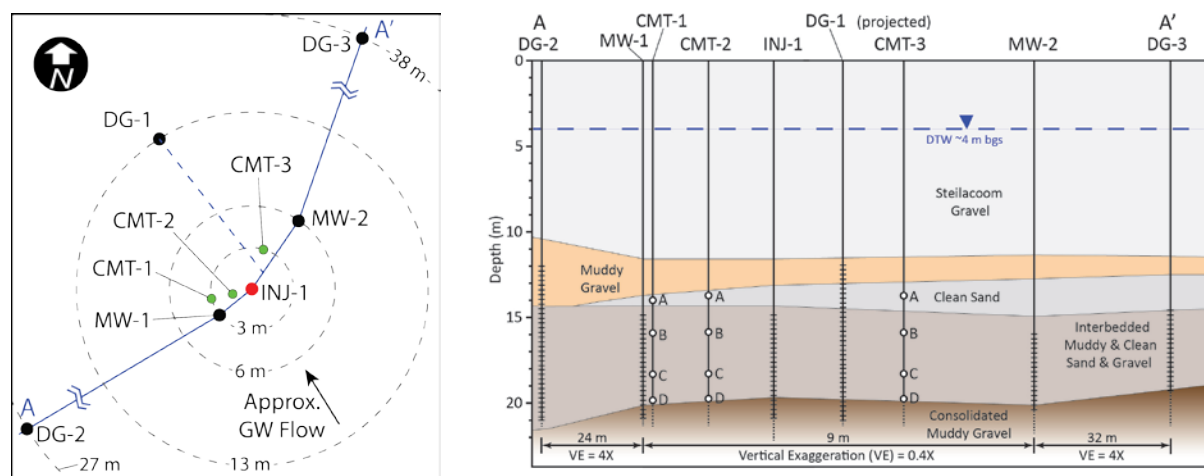 N
A'
DG-3
38 m
DG-1
CMT-3
CMT-2
MW-2
CMT-1
INJ-1
MW-1
3 m
6 m
Approx.
GW Flow
A
DG-2
27 m
13 m
A
DG-2
MW-1
CMT-1
CMT-2
INJ-1
DG-1 (projected)
CMT-3
MW-2
A'
DG-3
Depth (m)
0
5
10
15
20
DTW ~4 m bgs
Steilacoom
Gravel
Muddy
Gravel
Clean Sand
A
A
A
B
B
B
Interbedded
Muddy & Clean
Sand & Gravel
C
C
C
D
D
D
Consolidated
Muddy Gravel
24 m
VE = 4X
9 m
Vertical Exaggeration (VE) = 0.4X
32 m
VE = 4X